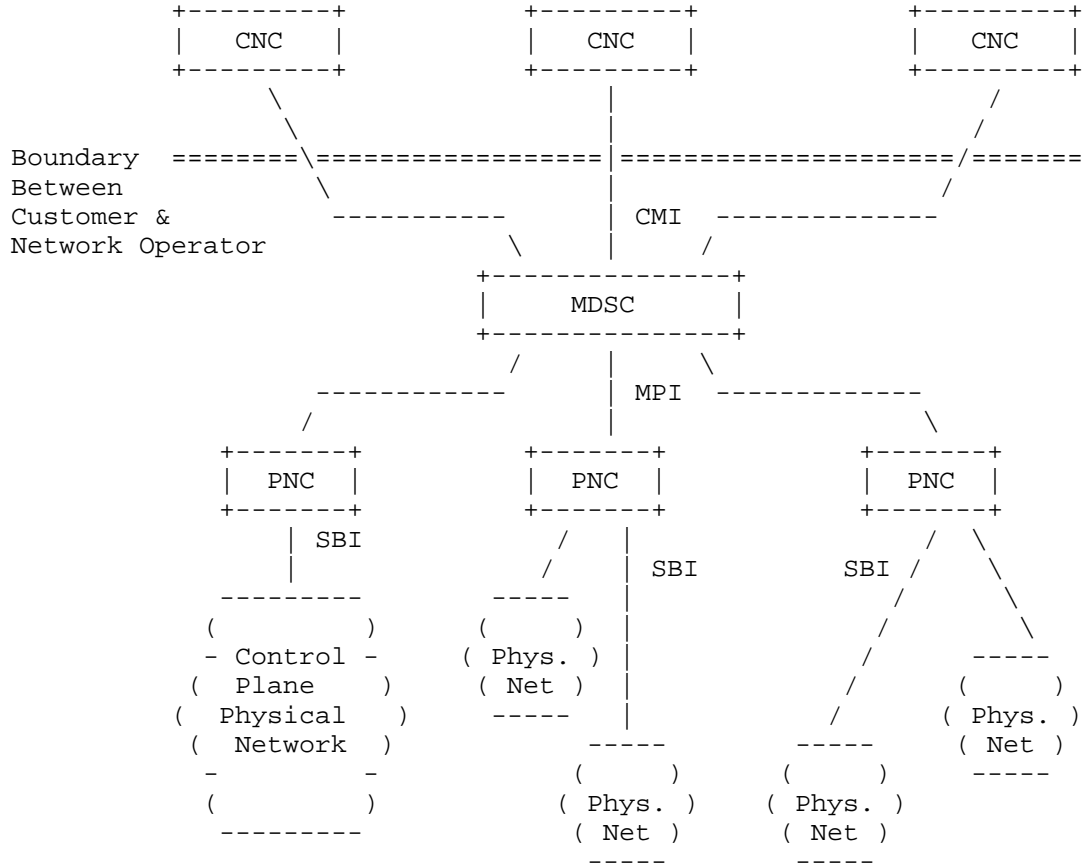 CNC CNC CNC
Boundary
Between
Customer & CMI
Network Operator
MDSC
MPI
PNC PNC PNC
SBI
SBI SBI
Control
Phys.
Plane Net
Physical Phys.
Network Net
Phys. Phys.
Net Net